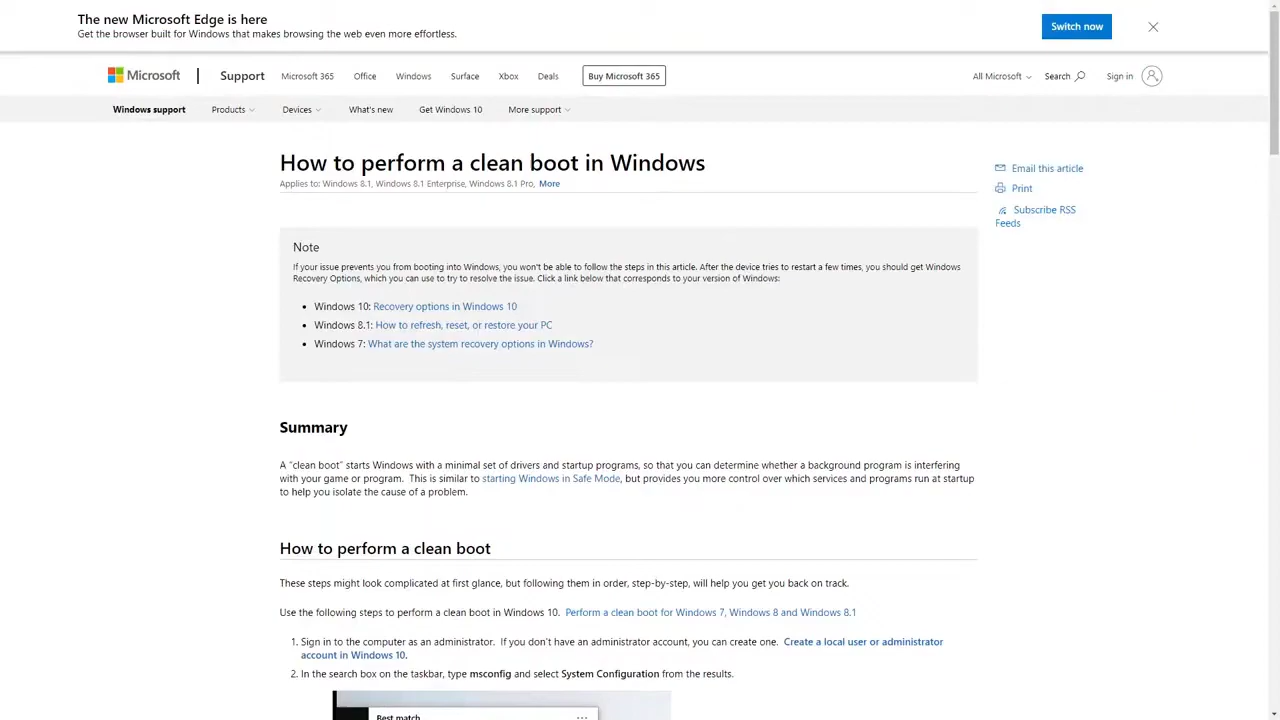 The new Microsoft Edge is here
Get the browser built for Windows that makes browsing the web even more effortless.
Switch now
Microsoft
Support
Microsoft 365
Office
Windows
Surface
Xbox
Deals
Buy Microsoft 365
All Microsoft
Search
Sign in
Windows support
Products
Devices
What's new
Get Windows 10
More support
How to perform a clean boot in Windows
Applies to: Windows 8.1, Windows 8.1 Enterprise, Windows 8.1 Pro, More
Email this article
Print
Subscribe RSS
Feeds
Note
If your issue prevents you from booting into Windows, you won't be able to follow the steps in this article. After the device tries to restart a few times, you should get Windows
Recovery Options, which you can use to try to resolve the issue. Click a link below that corresponds to your version of Windows:
• Windows 10: Recovery options in Windows 10
• Windows 8.1: How to refresh, reset, or restore your PC
• Windows 7: What are the system recovery options in Windows?
Summary
A "clean boot" starts Windows with a minimal set of drivers and startup programs, so that you can determine whether a background program is interfering
with your game or program. This is similar to starting Windows in Safe Mode, but provides you more control over which services and programs run at startup
to help you isolate the cause of a problem.
How to perform a clean boot
These steps might look complicated at first glance, but following them in order, step-by-step, will help you get you back on track.
Use the following steps to perform a clean boot in Windows 10. Perform a clean boot for Windows 7, Windows 8 and Windows 8.1
1. Sign in to the computer as an administrator. If you don't have an administrator account, you can create one. Create a local user or administrator
account in Windows 10.
2. In the search box on the taskbar, type msconfig and select System Configuration from the results.
Best match